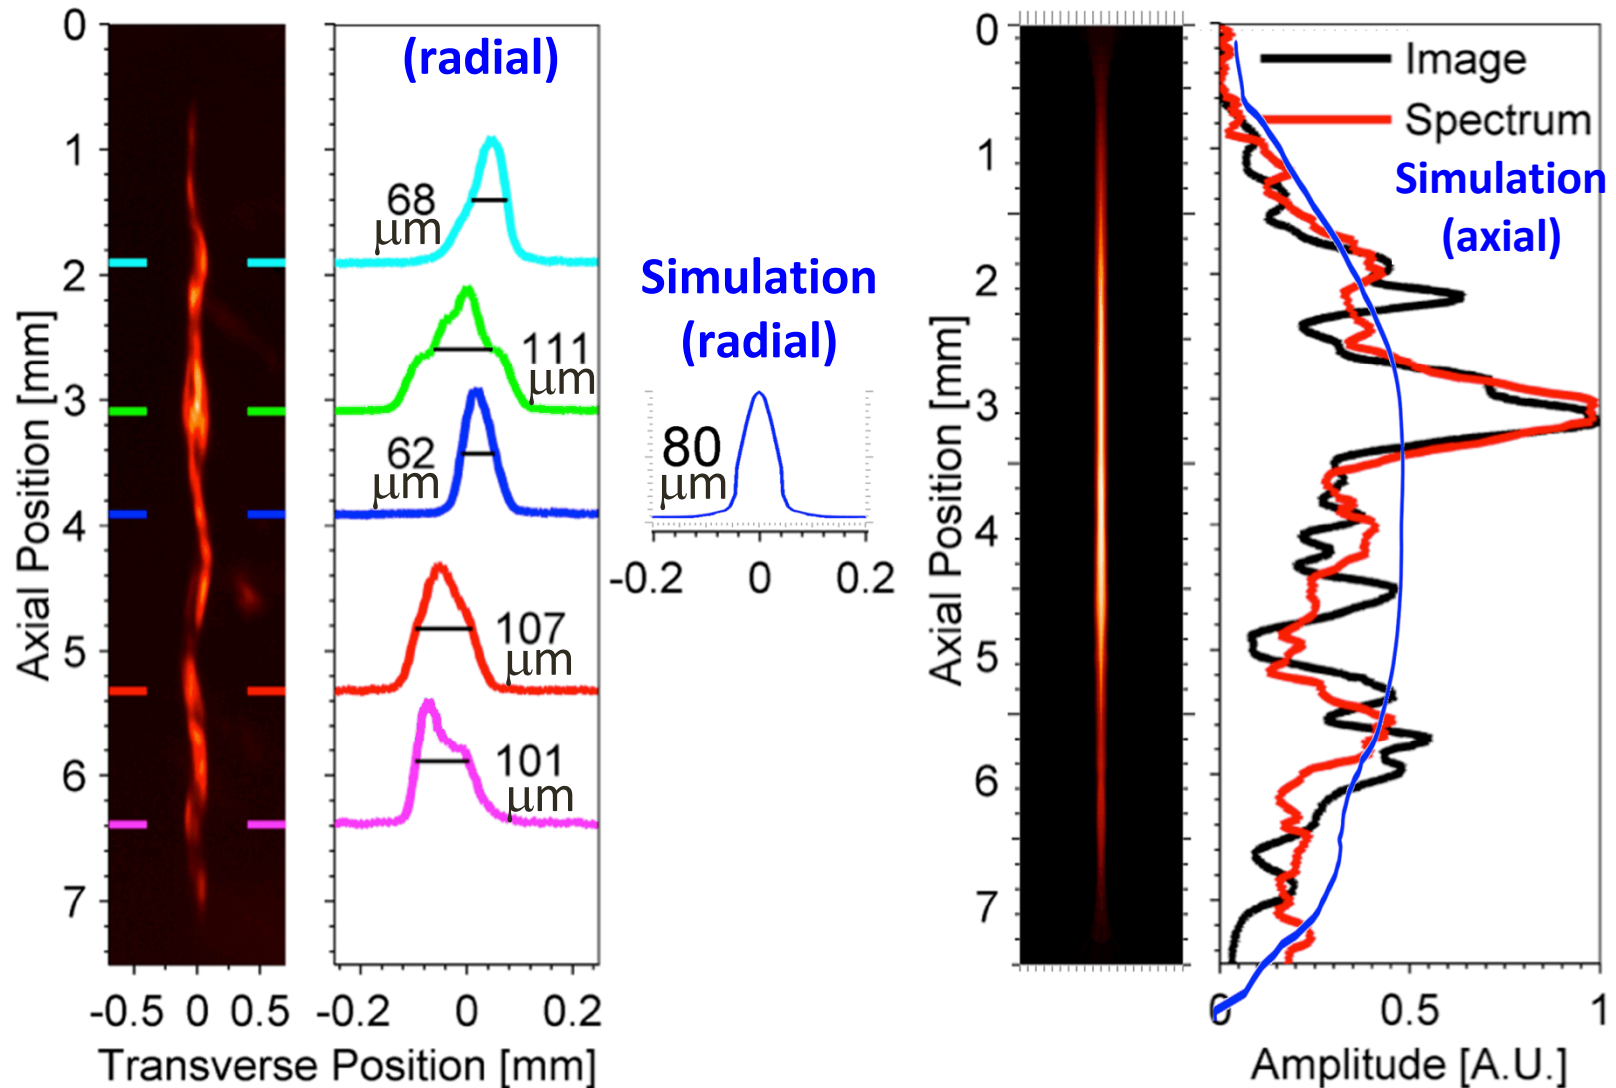 0
1
2
3
4
5
6
7
Axial Position [mm]
-0.5 0 0.5
(radial)
68
μm
111
μm
62
μm
107
μm
101
μm
-0.2 0 0.2
Transverse Position [mm]
Simulation
(radial)
80
μm
-0.2 0 0.2
0
1
2
3
4
5
6
7
Axial Position [mm]
Image
Spectrum
Simulation
(axial)
0 0.5 1
Amplitude [A.U.]